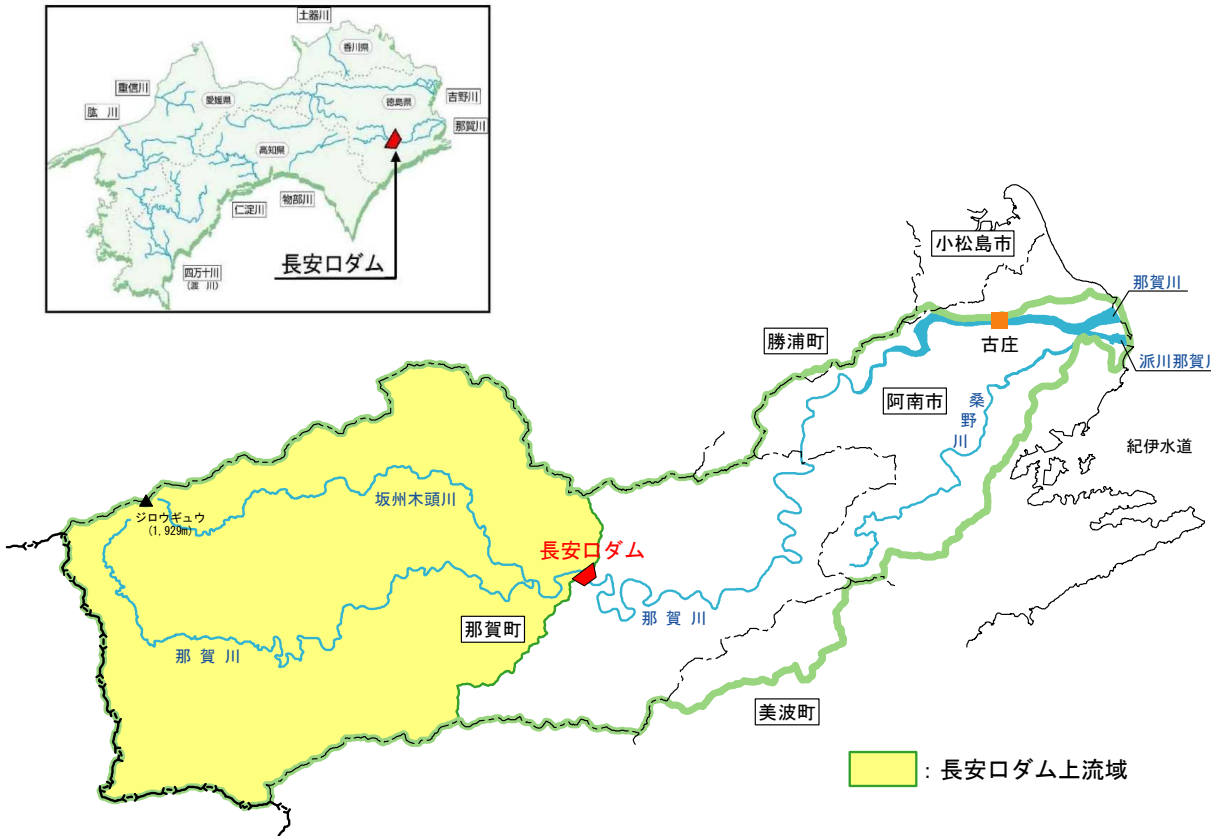 土器川
香川県
重信川
愛媛県
徳島県
吉野川
肱 川
那賀川
高知県
物部川
仁淀川
四万十川
(渡 川)
長安口ダム
小松島市
那賀川
勝浦町
古庄
派川那賀川
阿南市
桑野川
紀伊水道
坂州木頭川
ジロウギュウ
(1,929m)
長安口ダム
那賀町
那 賀 川
那 賀 川
美波町
：長安口ダム上流域